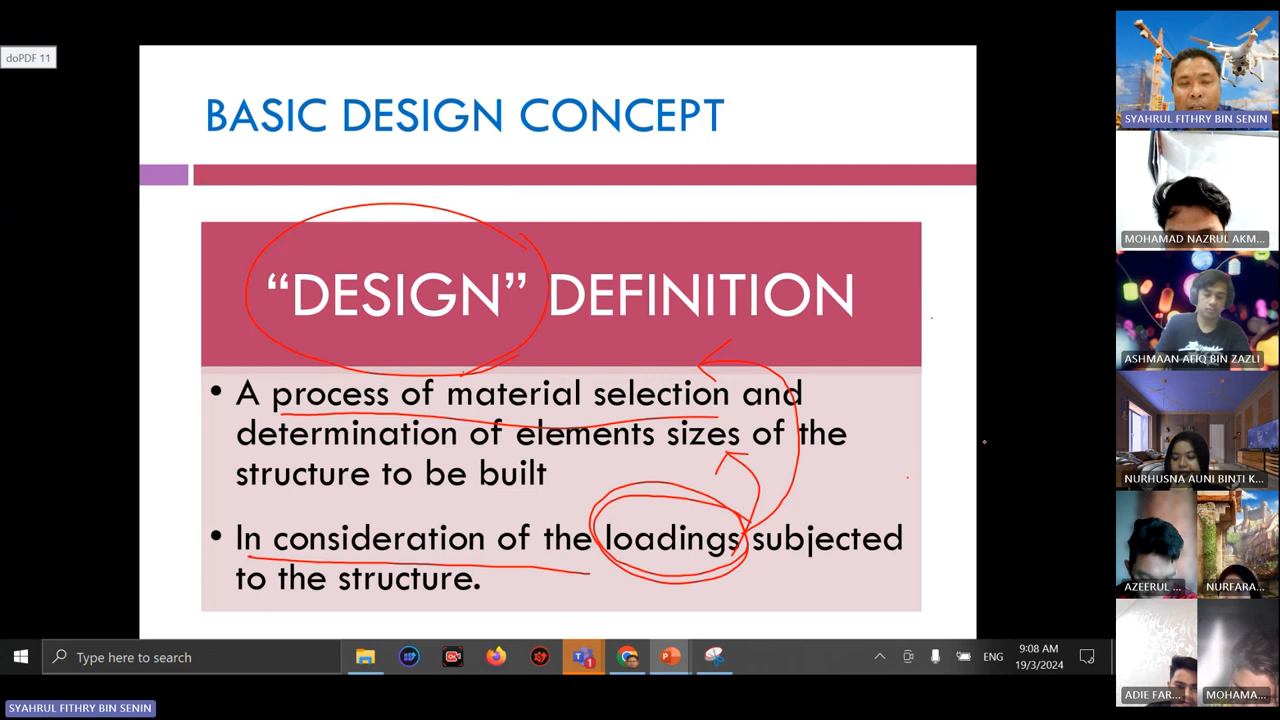 doPDF 11
BASIC DESIGN CONCEPT
“DESIGN” DEFINITION
• A process of material selection and
determination of elements sizes of the
structure to be built
• In consideration of the loadings subjected
to the structure.
SYAHRUL FITHRY BIN SENIN
MOHAMAD NAZRUL AKM...
ASHMAAN AFIQ BIN ZAZLI
NURHUSNA AUNI BINTI K...
AZEERUL ...
NURFARA...
ADIE FAR...
MOHAMA...
Type here to search
1
ENG
9:08 AM
19/3/2024
SYAHRUL FITHRY BIN SENIN